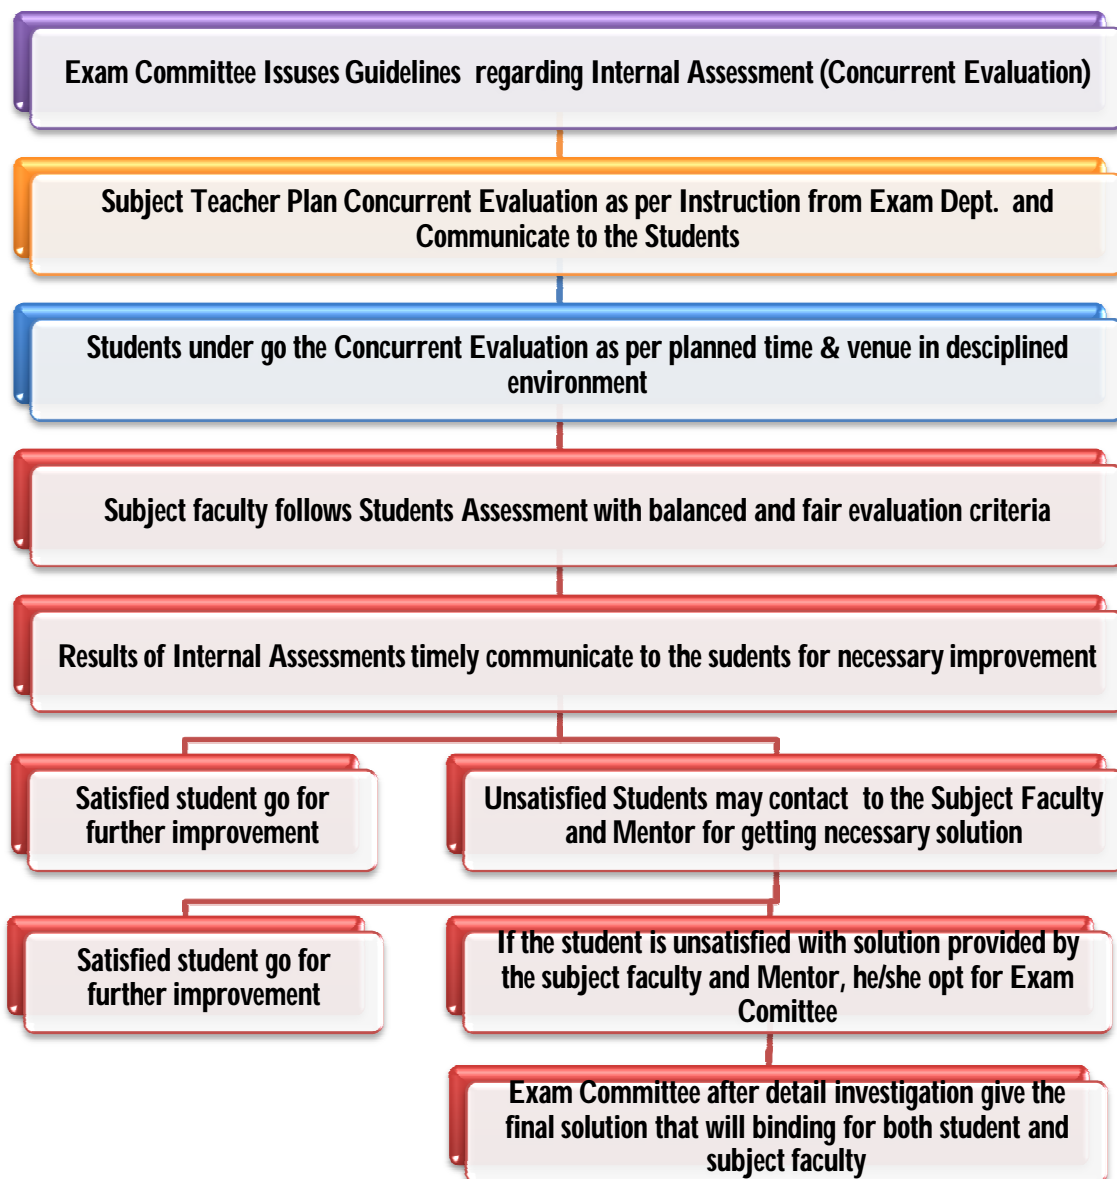 Exam Committee Issuses Guidelines regarding Internal Assessment (Concurrent Evaluation)
Subject Teacher Plan Concurrent Evaluation as per Instruction from Exam Dept. and
Communicate to the Students
Students under go the Concurrent Evaluation as per planned time & venue in desciplined
environment
Subject faculty follows Students Assessment with balanced and fair evaluation criteria
Results of Internal Assessments timely communicate to the sudents for necessary improvement
Satisfied student go for
further improvement
Unsatisfied Students may contact to the Subject Faculty
and Mentor for getting necessary solution
Satisfied student go for
further improvement
If the student is unsatisfied with solution provided by
the subject faculty and Mentor, he/she opt for Exam
Comittee
Exam Committee after detail investigation give the
final solution that will binding for both student and
subject faculty